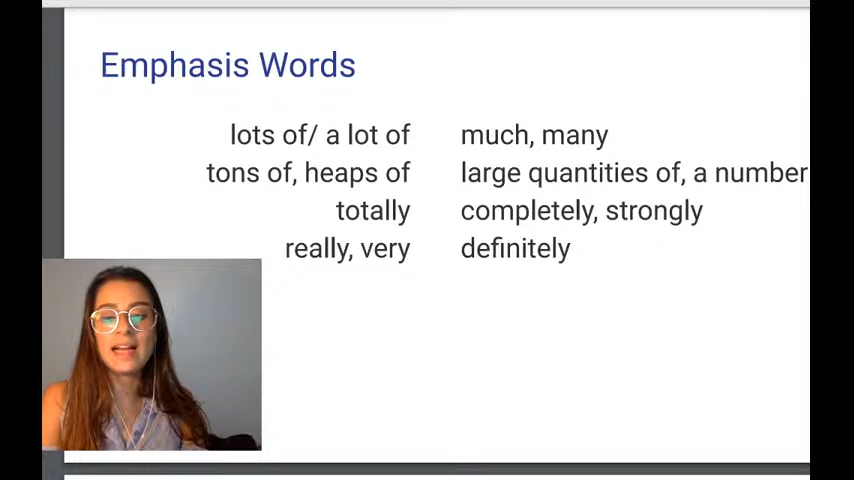 Emphasis Words
lots of/ a lot of much, many
tons of, heaps of large quantities of, a number
totally completely, strongly
really, very definitely